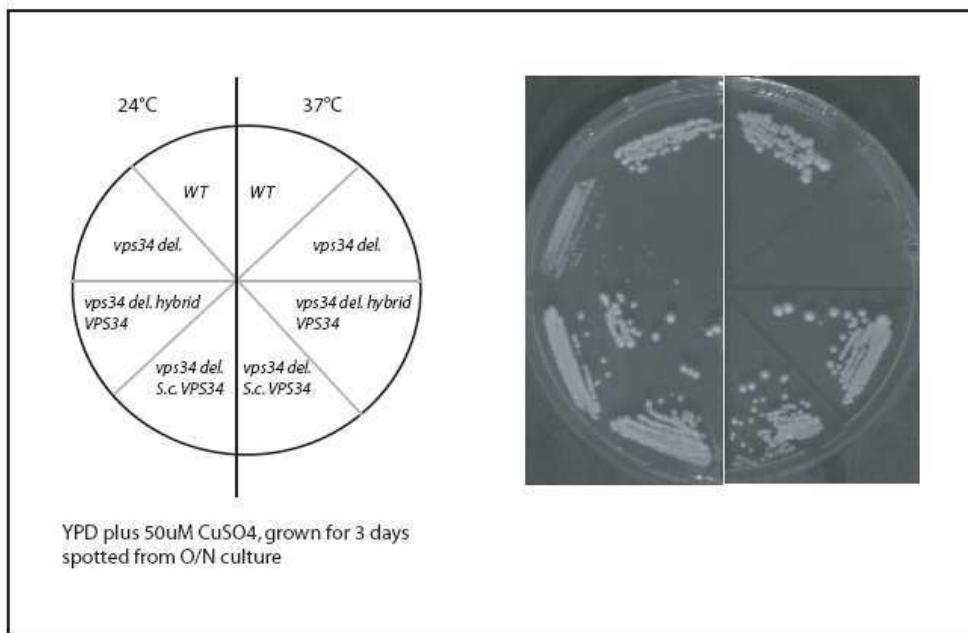 24°C
37°C
WT
WT
vps34 del.
vps34 del.
vps34 del. hybrid
VPS34
vps34 del. hybrid
VPS34
vps34 del.
S.c. VPS34
vps34 del.
S.c. VPS34
YPD plus 50uM CuSO4, grown for 3 days
spotted from O/N culture